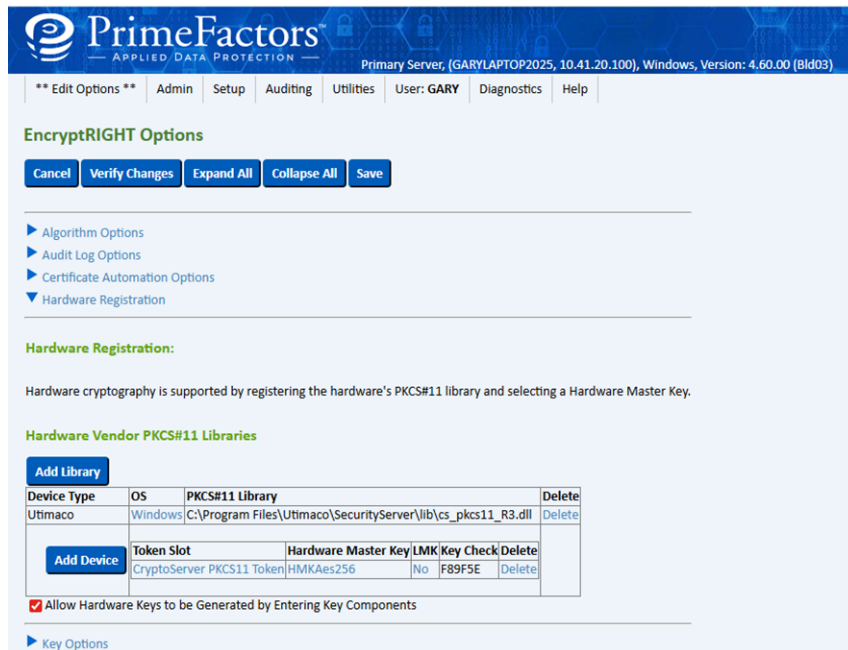 PrimeFactors™
APPLIED DATA PROTECTION
Primary Server, (GARYLAPTOP2025, 10.41.20.100), Windows, Version: 4.60.00 (Bld03)
** Edit Options ** Admin Setup Auditing Utilities User: GARY Diagnostics Help
EncryptRIGHT Options
Cancel Verify Changes Expand All Collapse All Save
Algorithm Options
Audit Log Options
Certificate Automation Options
Hardware Registration
Hardware Registration:
Hardware cryptography is supported by registering the hardware's PKCS#11 library and selecting a Hardware Master Key.
Hardware Vendor PKCS#11 Libraries
Add Library
Device Type OS PKCS#11 Library Delete
Utimaco Windows C:\Program Files\Utimaco\SecurityServer\lib\cs_pkcs11_R3.dll Delete
Add Device
Token Slot Hardware Master Key LMK Key Check Delete
CryptoServer PKCS11 Token HMKAes256 No F89F5E Delete
Allow Hardware Keys to be Generated by Entering Key Components
Key Options